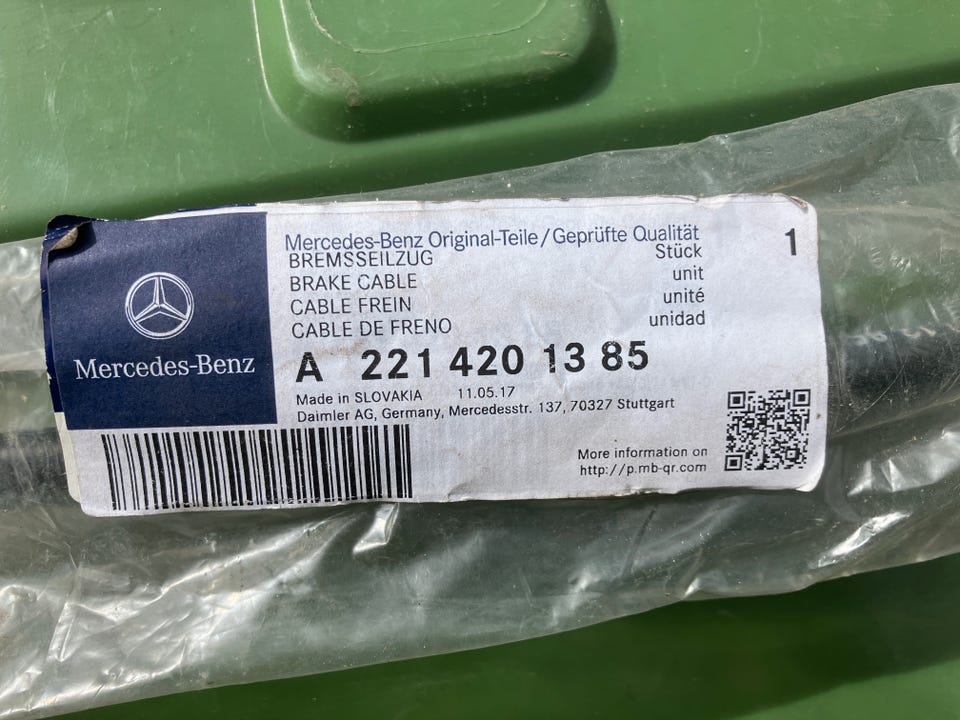 Mercedes-Benz
Mercedes-Benz Original-Teile/Geprüfte Qualität
BREMSSEILZUG Stück 1
BRAKE CABLE unit
CABLE FREIN unité
CABLE DE FRENO unidad
A 221 420 13 85
Made in SLOVAKIA 11.05.17
Daimler AG, Germany, Mercedesstr. 137, 70327 Stuttgart
More information on
http://p.mb-qr.com